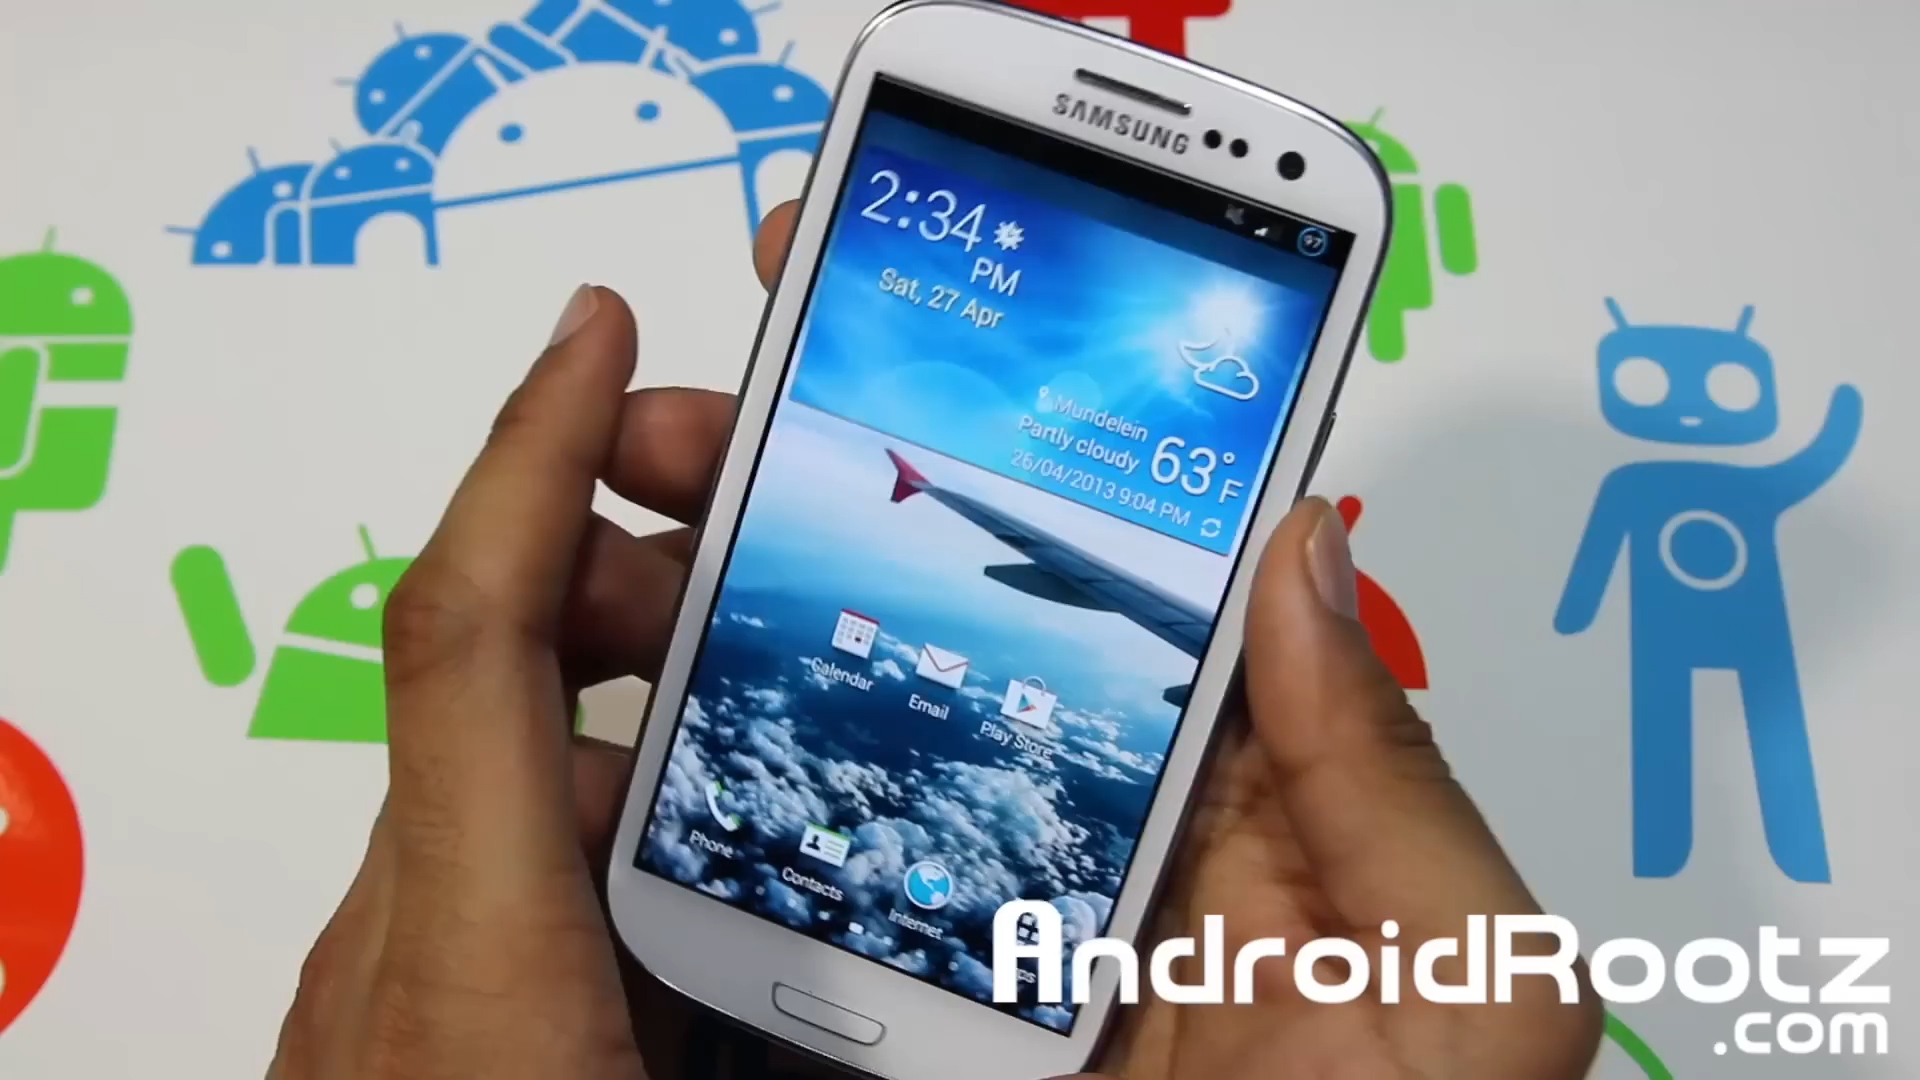 SAMSUNG
97
2:34
PM
Sat, 27 Apr
Mundelein
Partly cloudy
63° F
26/04/2013 9:04 PM
Calendar
Email
Play Store
Phone
Contacts
Internet
AndroidRootz
.com